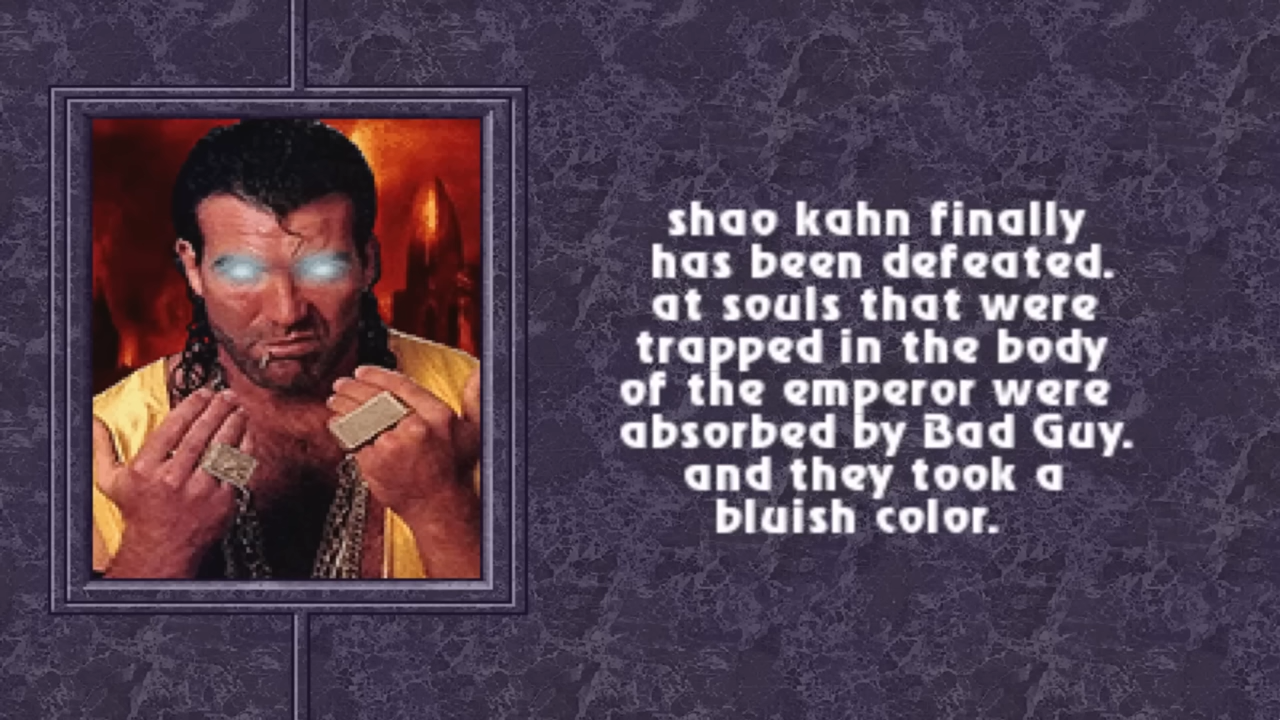 shao kahn finally
has been defeated.
at souls that were
trapped in the body
of the emperor were
absorbed by Bad Guy.
and they took a
bluish color.